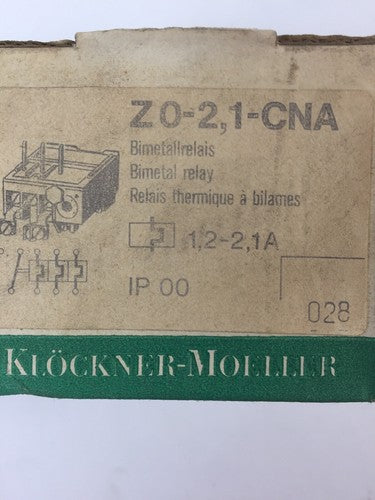 Z 0-2,1-CNA
Bimetallrelais
Bimetal relay
Relais thermique à bilames
1,2-2,1A
IP 00
028
KLÖCKNER-MOELLER